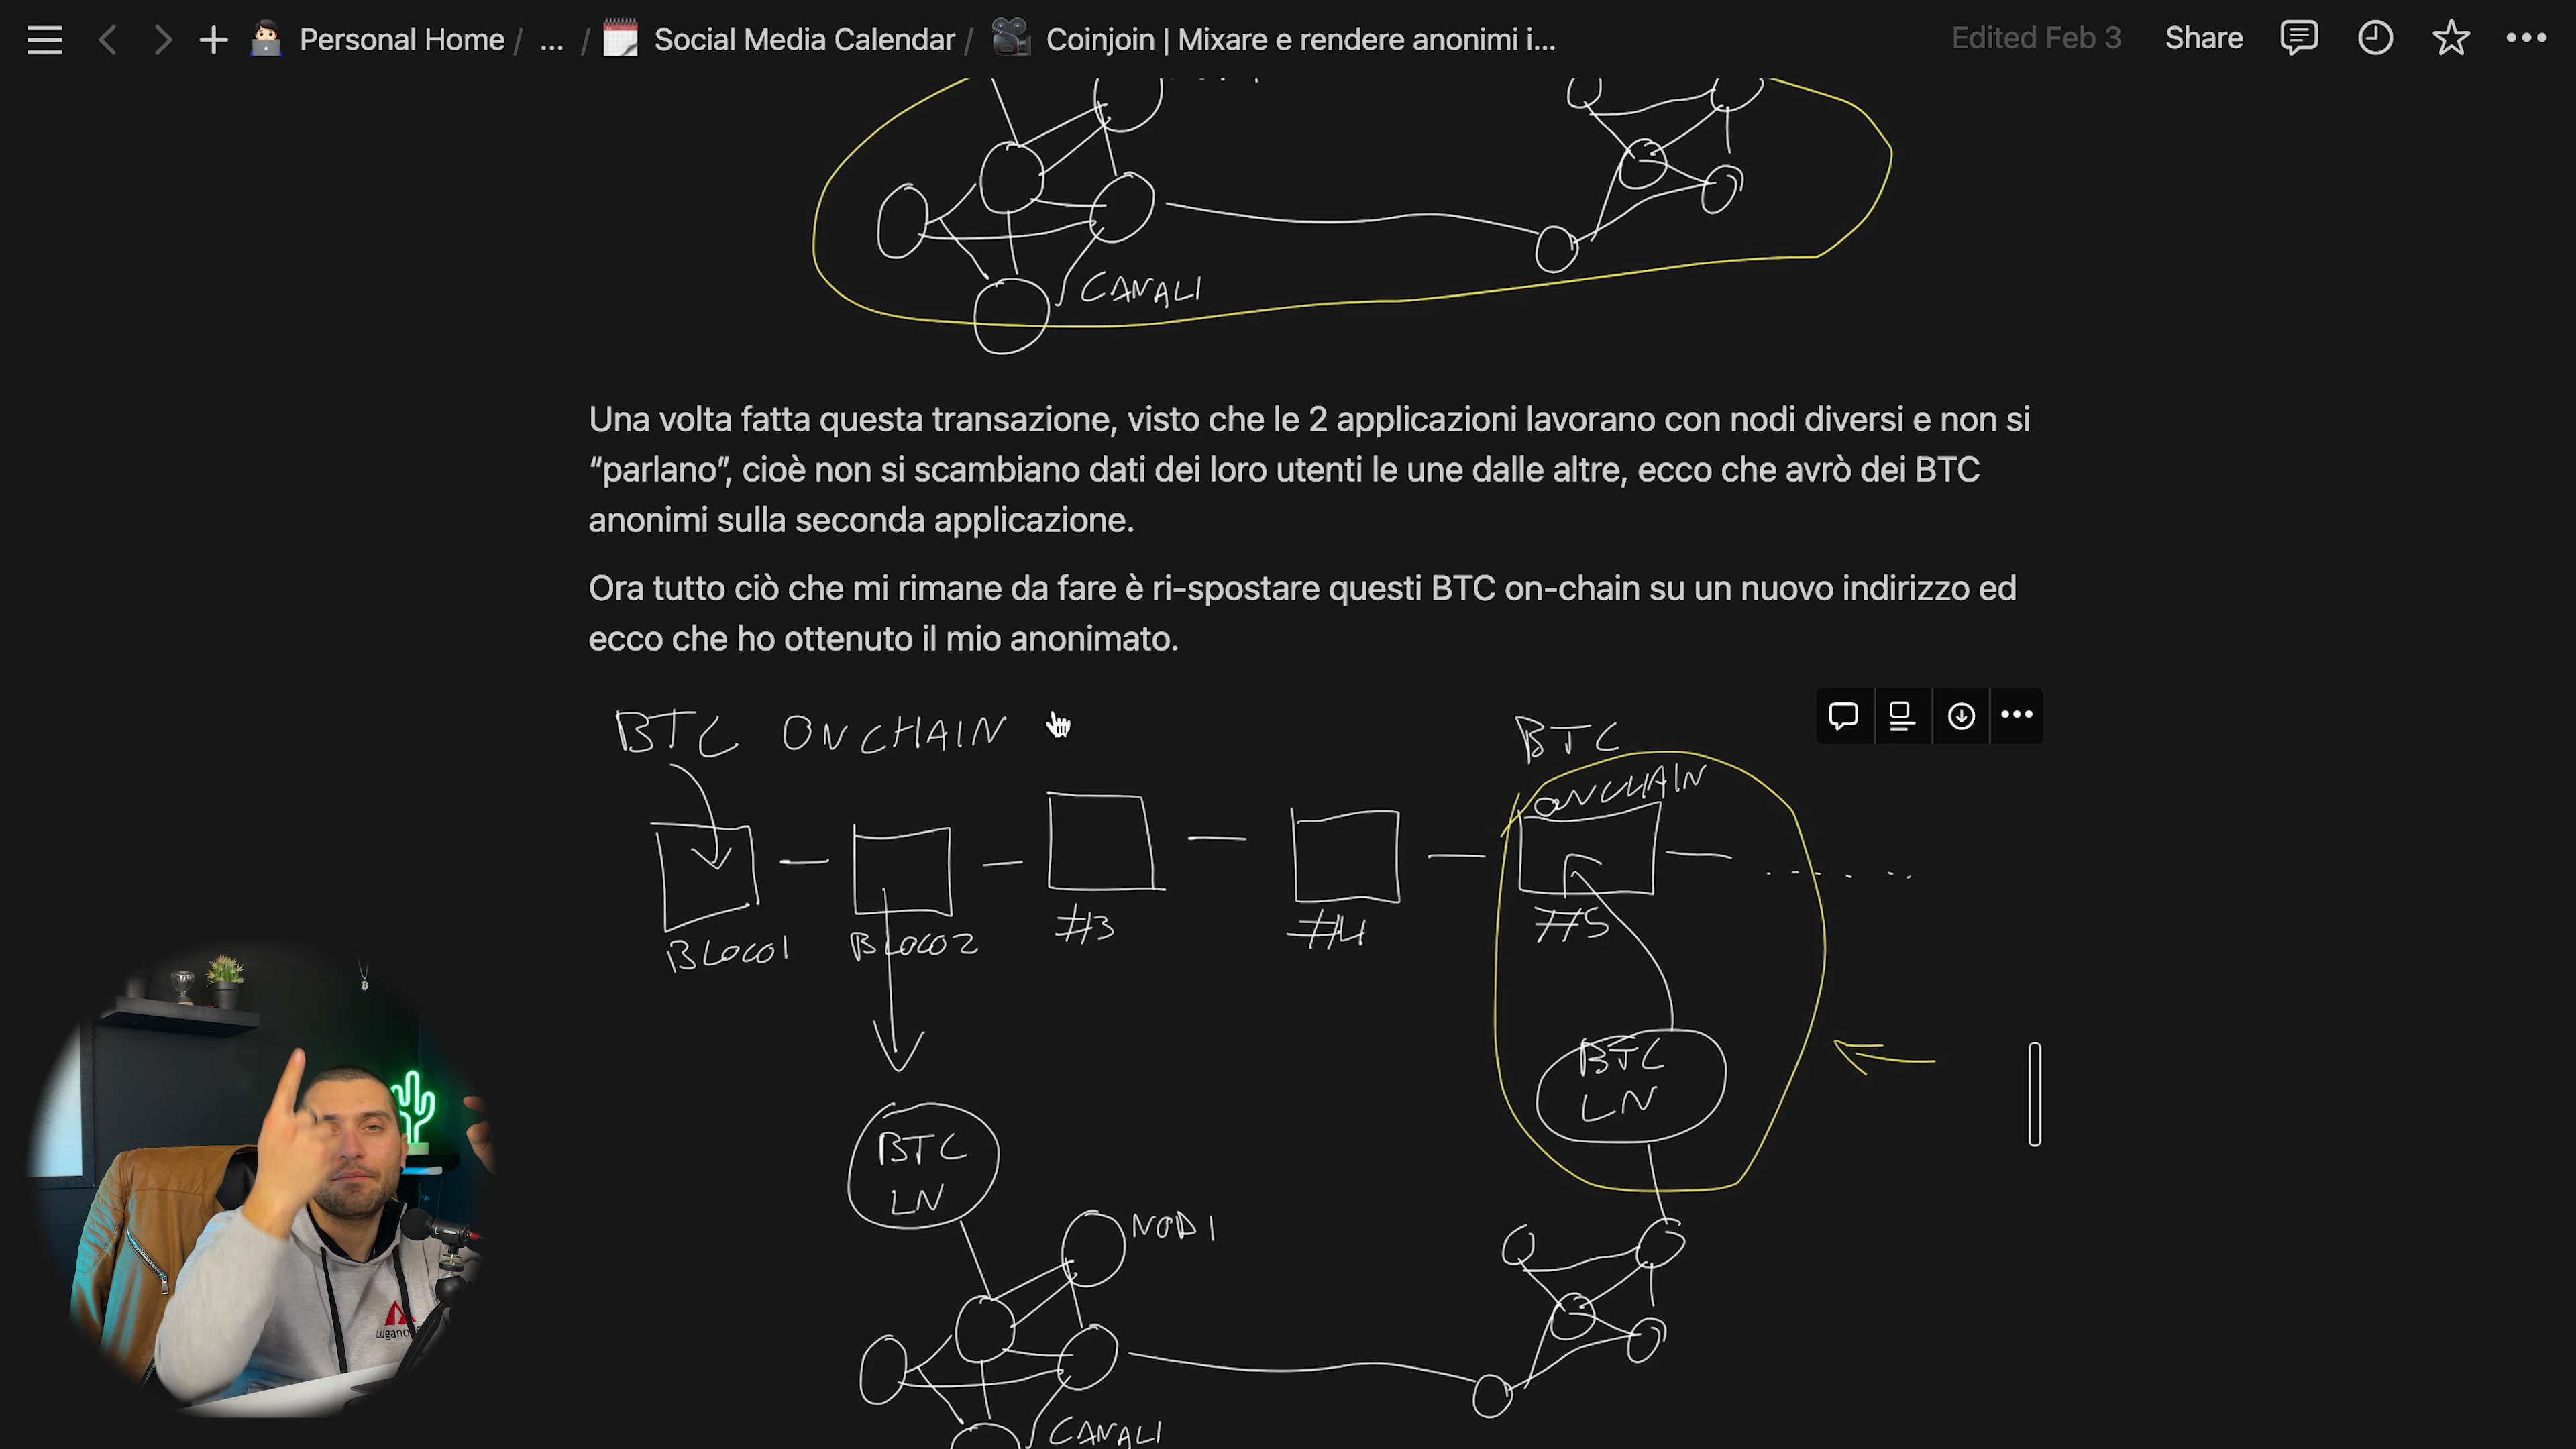 Personal Home / ... / Social Media Calendar / Coinjoin | Mixare e rendere anonimi i... Edited Feb 3 Share
CANALI
Una volta fatta questa transazione, visto che le 2 applicazioni lavorano con nodi diversi e non si
“parlano”, cioè non si scambiano dati dei loro utenti le une dalle altre, ecco che avrò dei BTC
anonimi sulla seconda applicazione.
Ora tutto ciò che mi rimane da fare è ri-spostare questi BTC on-chain su un nuovo indirizzo ed
ecco che ho ottenuto il mio anonimato.
BTC ONCHAIN
BTC
ONCHAIN
BLOCO1
BLOCO2
#3
#4
#5
BTC
LN
BTC
LN
NODI
CANALI